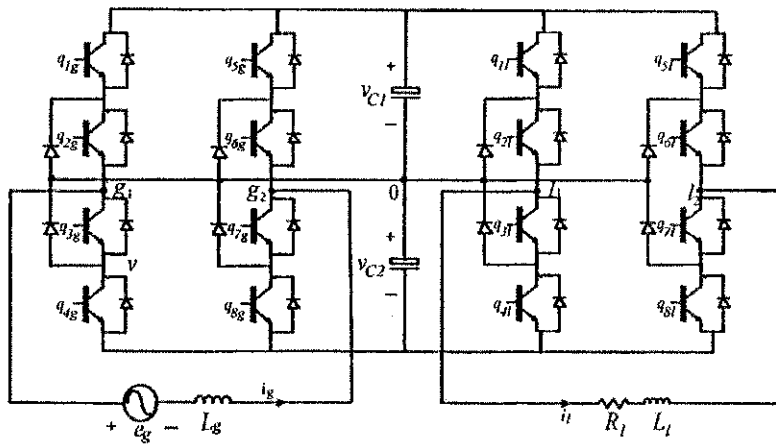 q1g
q5g
q1l
q5l
+
vC1
−
q2g
q6g
q2l
q6l
g1
g2
0
l1
l2
q3g
q7g
q3l
q7l
+
v
vC2
−
q4g
q8g
q4l
q8l
ig
il
+
−
eg
Lg
Rl
Ll